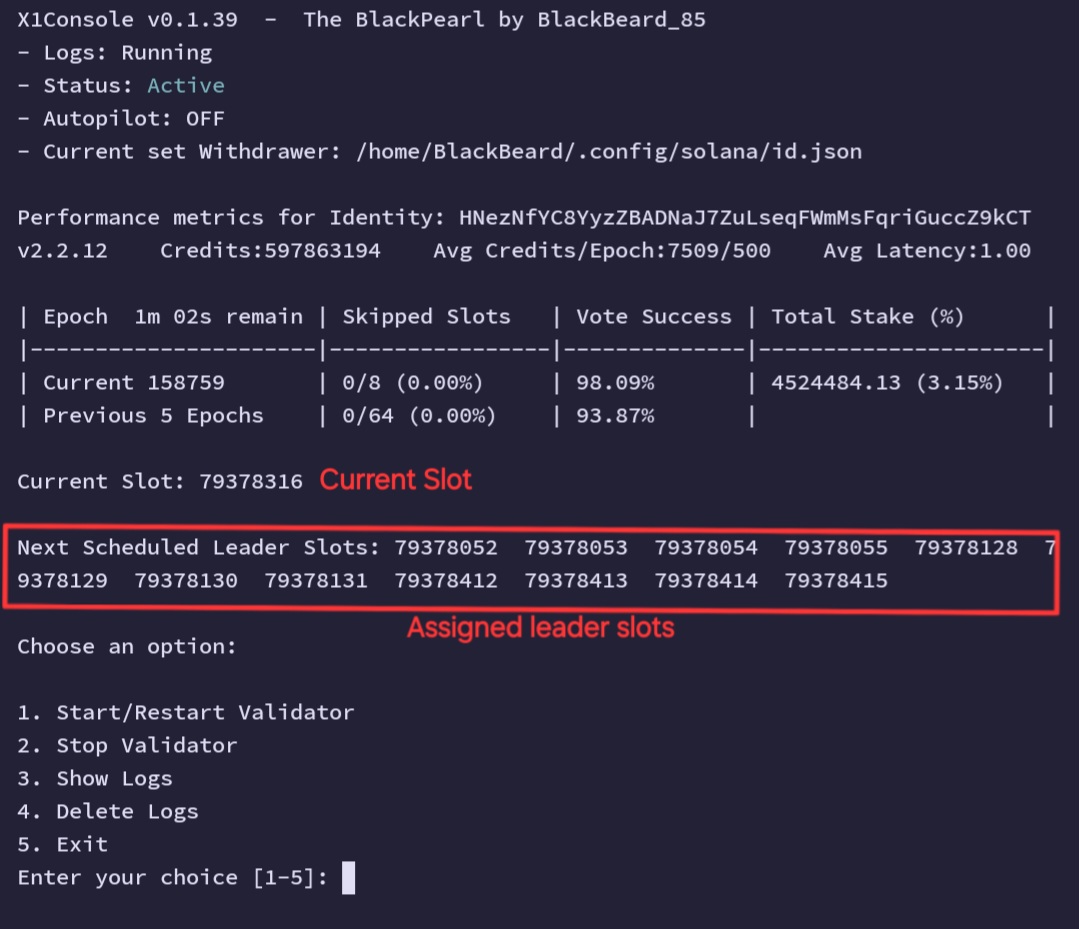 X1Console v0.1.39  –  The BlackPearl by BlackBeard_85
– Logs: Running
– Status: Active
– Autopilot: OFF
– Current set Withdrawer: /home/BlackBeard/.config/solana/id.json
Performance metrics for Identity: HNezNfYC8YyzZBADNaJ7ZuLseqFWmMsFqriGuccZ9kCT
v2.2.12    Credits:597863194    Avg Credits/Epoch:7509/500    Avg Latency:1.00
| Epoch  1m 02s remain | Skipped Slots   | Vote Success | Total Stake (%)      |
|----------------------|-----------------|--------------|----------------------|
| Current 158759       | 0/8 (0.00%)     | 98.09%       | 4524484.13 (3.15%)   |
| Previous 5 Epochs    | 0/64 (0.00%)    | 93.87%       |                      |
Current Slot: 79378316 Current Slot
Next Scheduled Leader Slots: 79378052  79378053  79378054  79378055  79378128  7
9378129  79378130  79378131  79378412  79378413  79378414  79378415
Assigned leader slots
Choose an option:
1. Start/Restart Validator
2. Stop Validator
3. Show Logs
4. Delete Logs
5. Exit
Enter your choice [1–5]: